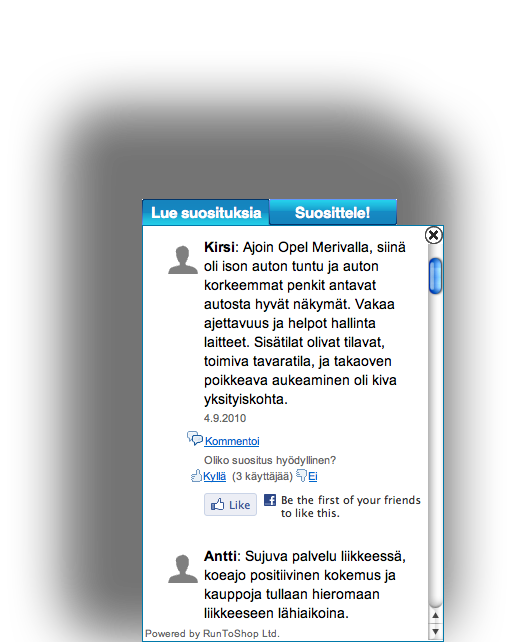 Lue suosituksia Suosittele!
Kirsi: Ajoin Opel Merivalla, siinä
oli ison auton tuntu ja auton
korkeemmat penkit antavat
autosta hyvät näkymät. Vakaa
ajettavuus ja helpot hallinta
laitteet. Sisätilat olivat tilavat,
toimiva tavaratila, ja takaoven
poikkeava aukeaminen oli kiva
yksityiskohta.
4.9.2010
Kommentoi
Oliko suositus hyödyllinen?
Kyllä (3 käyttäjää) Ei
Like Be the first of your friends
to like this.
Antti: Sujuva palvelu liikkeessä,
koeajo positiivinen kokemus ja
kauppoja tullaan hieromaan
liikkeeseen lähiaikoina.
Powered by RunToShop Ltd.